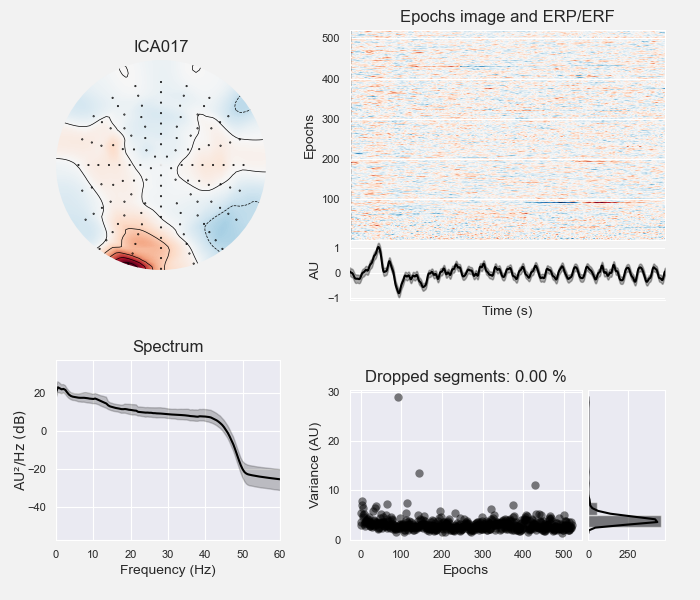 ICA017
Epochs image and ERP/ERF
Epochs
500
400
300
200
100
AU
1
0
−1
Time (s)
Spectrum
AU²/Hz (dB)
20
0
−20
−40
0 10 20 30 40 50 60
Frequency (Hz)
Dropped segments: 0.00 %
Variance (AU)
30
20
10
0
0 100 200 300 400 500
Epochs
0 250